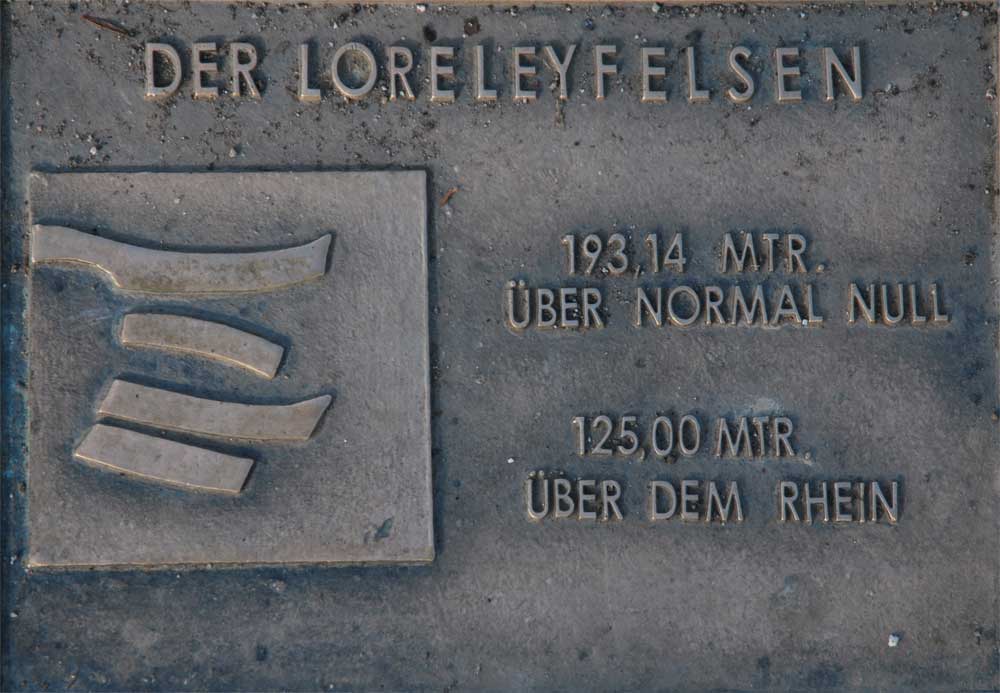 DER LORELEYFELSEN
193,14 MTR.
ÜBER NORMAL NULL
125,00 MTR.
ÜBER DEM RHEIN